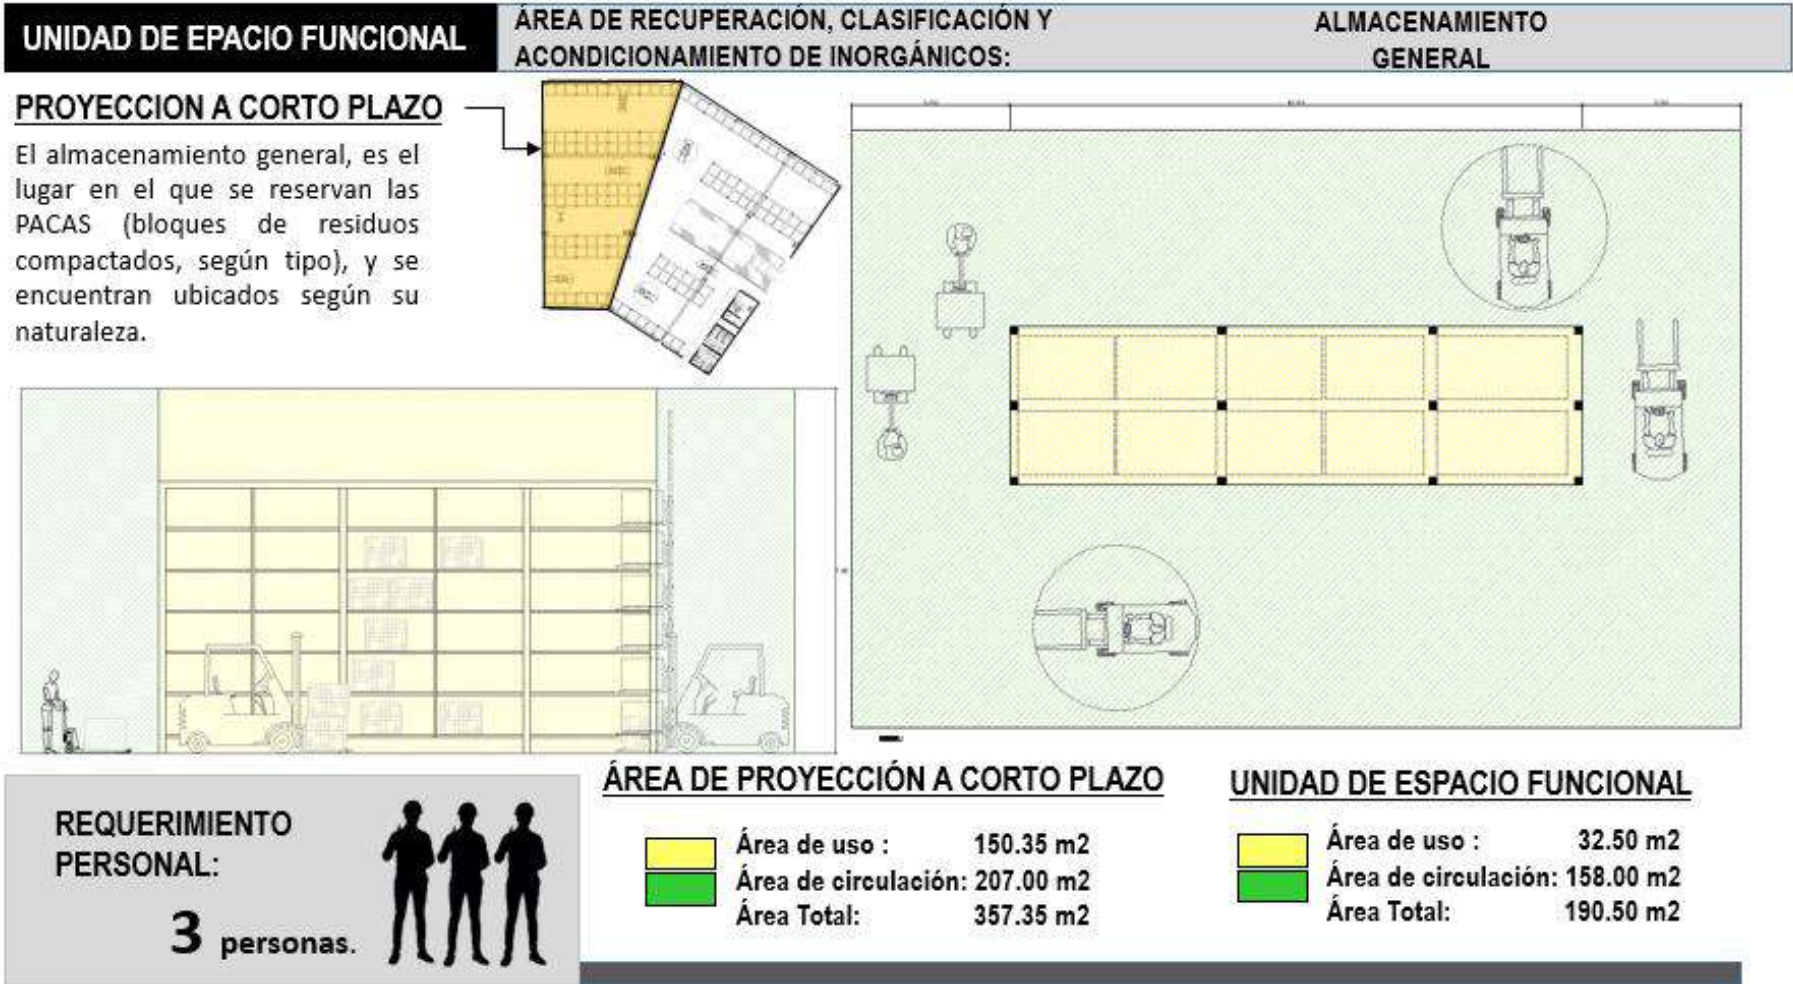 UNIDAD DE EPACIO FUNCIONAL
ÁREA DE RECUPERACIÓN, CLASIFICACIÓN Y
ACONDICIONAMIENTO DE INORGÁNICOS:
ALMACENAMIENTO
GENERAL
PROYECCION A CORTO PLAZO
El almacenamiento general, es el
lugar en el que se reservan las
PACAS (bloques de residuos
compactados, según tipo), y se
encuentran ubicados según su
naturaleza.
REQUERIMIENTO
PERSONAL:
3 personas.
ÁREA DE PROYECCIÓN A CORTO PLAZO
Área de uso : 150.35 m2
Área de circulación: 207.00 m2
Área Total: 357.35 m2
UNIDAD DE ESPACIO FUNCIONAL
Área de uso : 32.50 m2
Área de circulación: 158.00 m2
Área Total: 190.50 m2